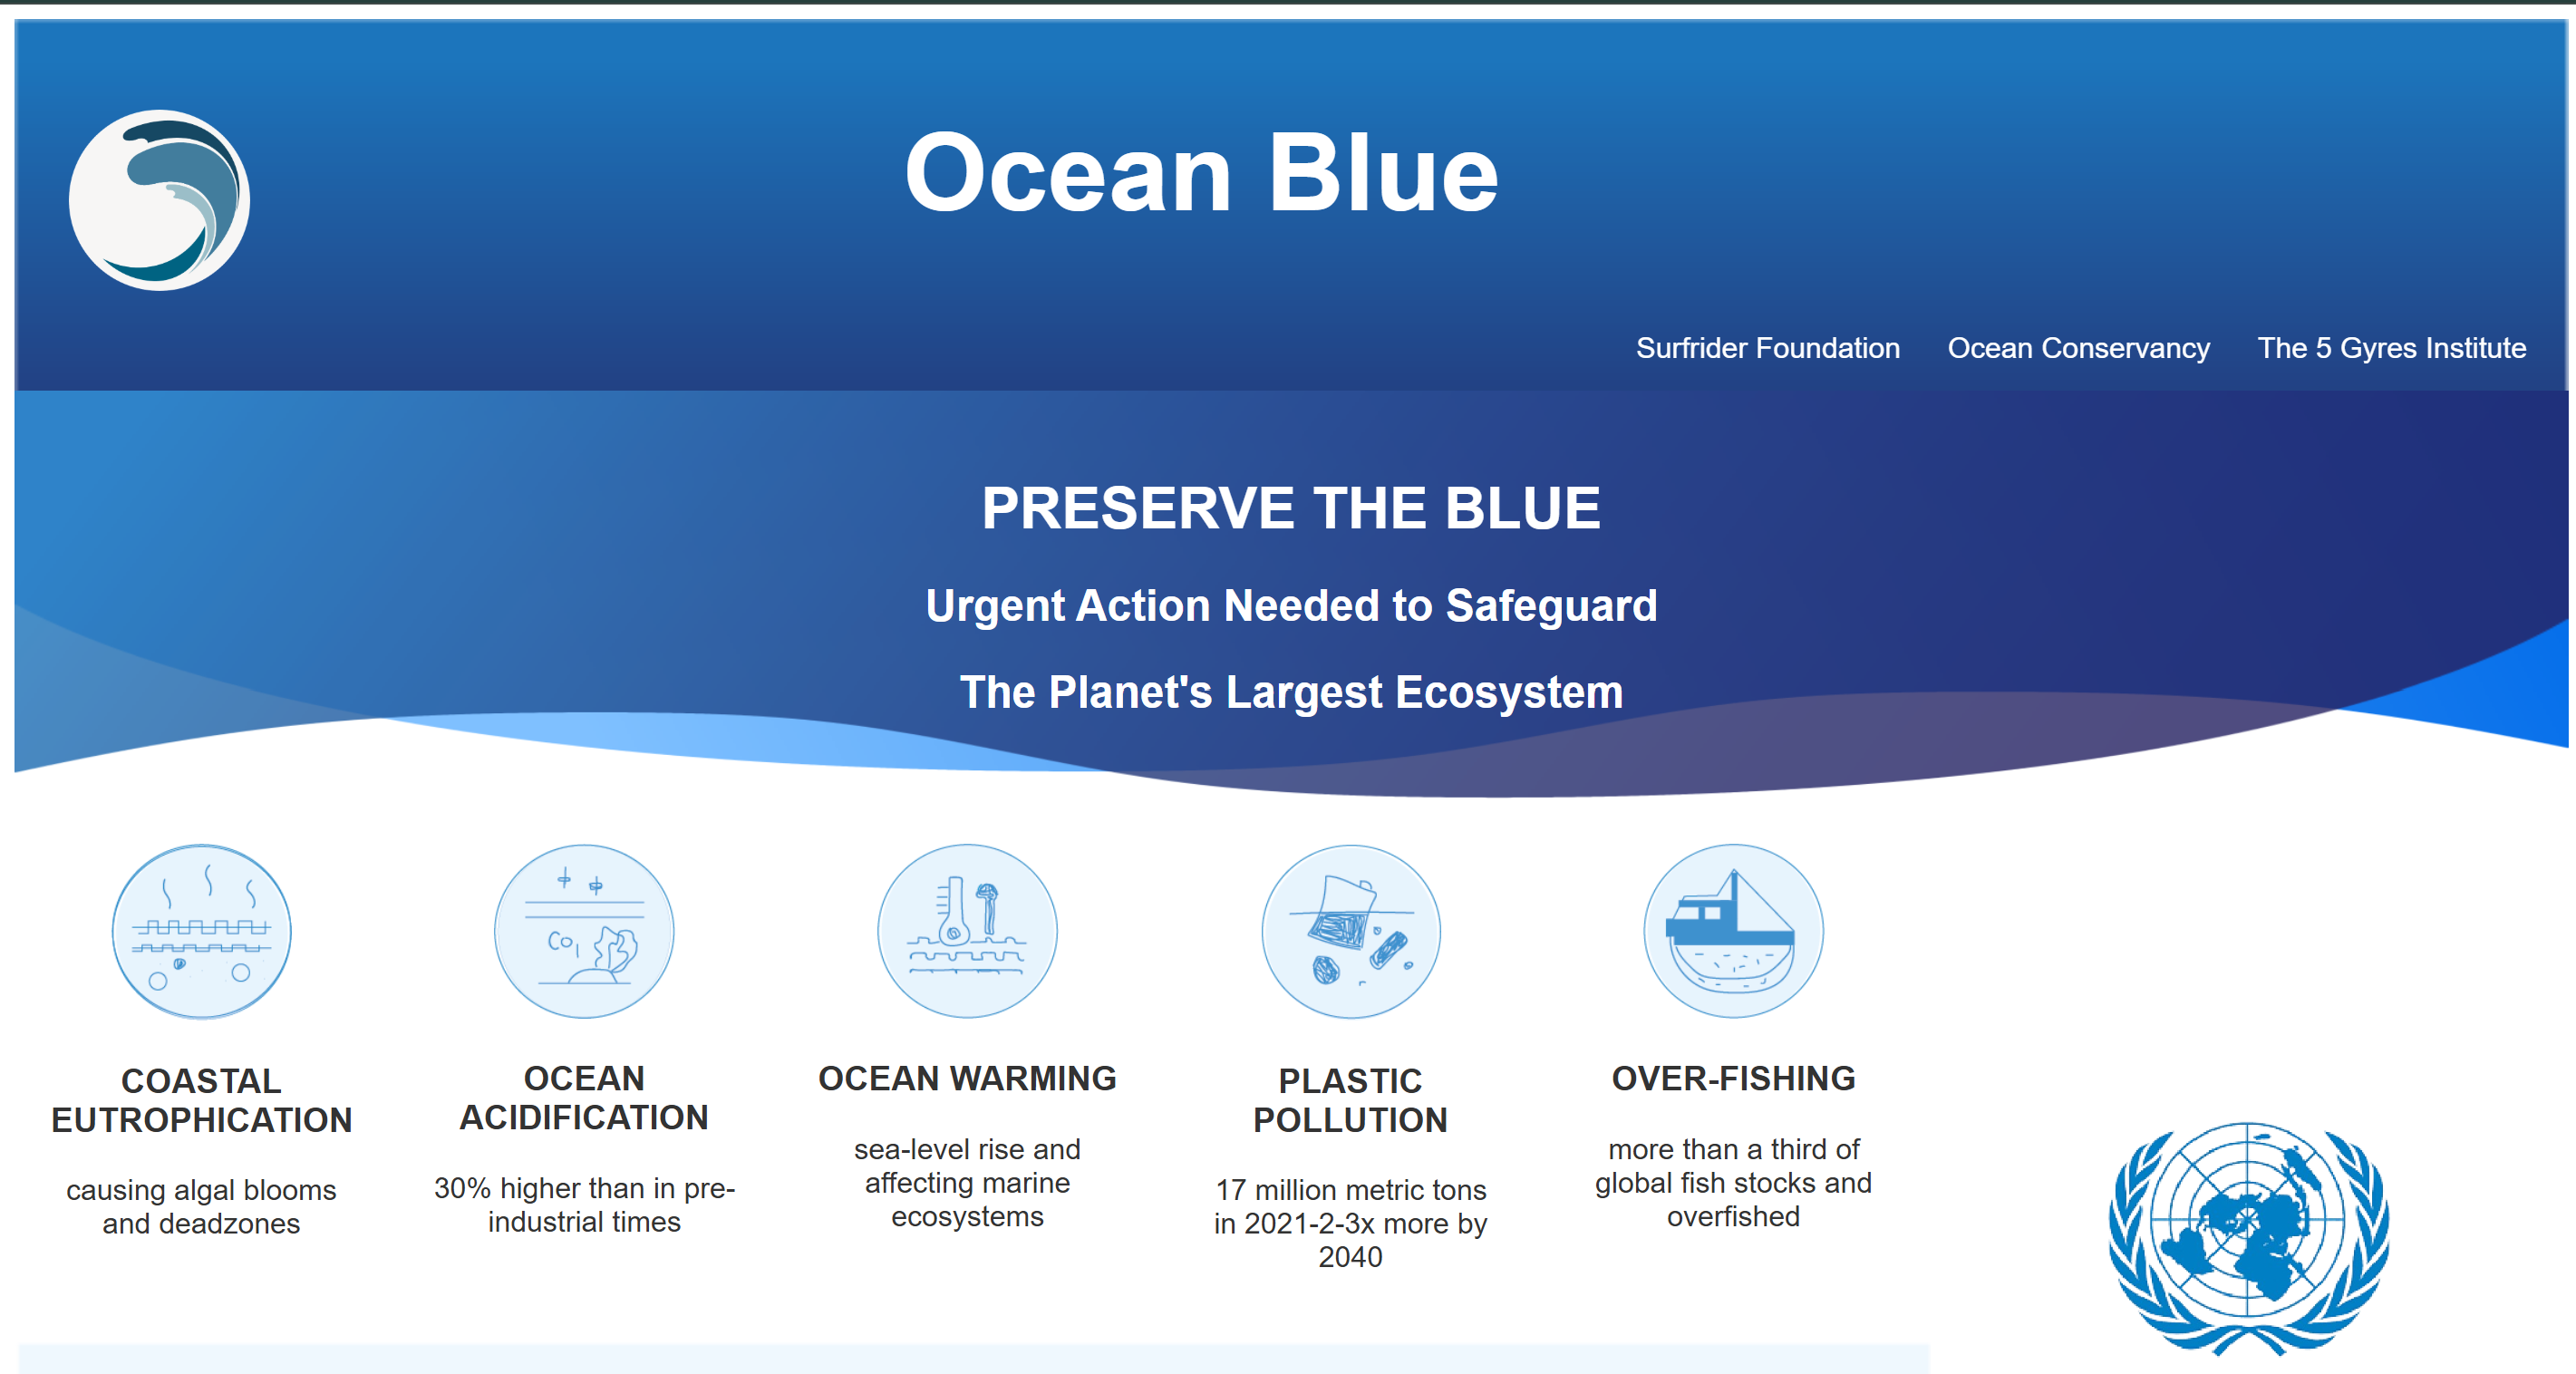 Ocean Blue
Surfrider Foundation Ocean Conservancy The 5 Gyres Institute
PRESERVE THE BLUE
Urgent Action Needed to Safeguard
The Planet's Largest Ecosystem
Co
COASTAL
EUTROPHICATION
causing algal blooms
and deadzones
OCEAN
ACIDIFICATION
30% higher than in pre-
industrial times
OCEAN WARMING
sea-level rise and
affecting marine
ecosystems
PLASTIC
POLLUTION
17 million metric tons
in 2021-2-3x more by
2040
OVER-FISHING
more than a third of
global fish stocks and
overfished